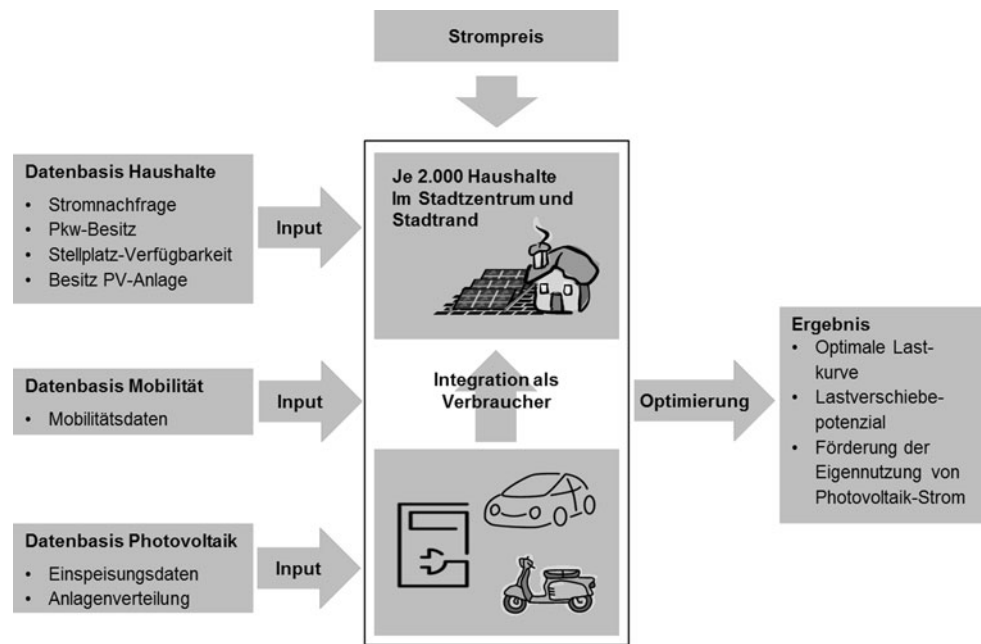 Strompreis
Datenbasis Haushalte
• Stromnachfrage
• Pkw-Besitz
• Stellplatz-Verfügbarkeit
• Besitz PV-Anlage
Input
Je 2.000 Haushalte
Im Stadtzentrum und
Stadtrand
Datenbasis Mobilität
• Mobilitätsdaten
Input
Integration als
Verbraucher
Optimierung
Ergebnis
• Optimale Last-
kurve
• Lastverschiebe-
potenzial
• Förderung der
Eigennutzung von
Photovoltaik-Strom
Datenbasis Photovoltaik
• Einspeisungsdaten
• Anlagenverteilung
Input